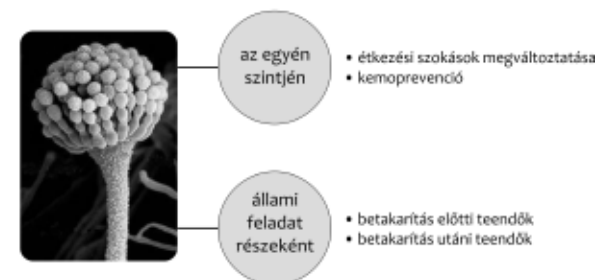 az egyén
szintjén
• étkezési szokások megváltoztatása
• kemoprevenció
állami
feladat
részeként
• betakarítás előtti teendők
• betakarítás utáni teendők